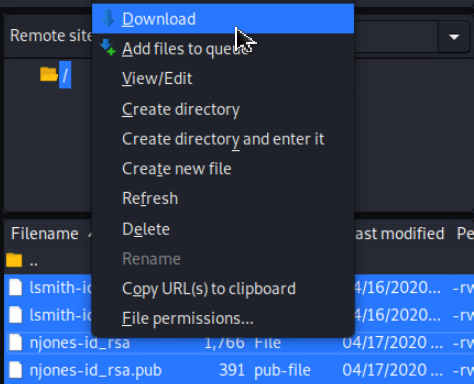 Download
Remote site
Add files to queue
/
View/Edit
Create directory
Create directory and enter it
Create new file
Refresh
Delete
Rename
Copy URL(s) to clipboard
File permissions...
Filename ast modified Pe
..
lsmith-id 4/16/2020... -rw
lsmith-id 4/16/2020... -rw
njones-id_rsa 1,766 File 04/17/2020... -rw
njones-id_rsa.pub 391 pub-file 04/17/2020... -rw